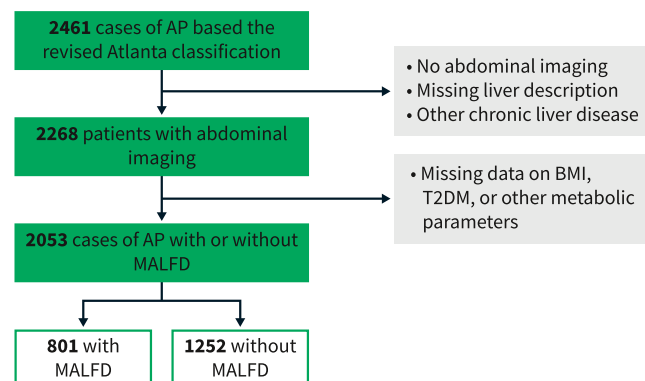 2461 cases of AP based the
revised Atlanta classification
• No abdominal imaging
• Missing liver description
• Other chronic liver disease
2268 patients with abdominal
imaging
• Missing data on BMI,
T2DM, or other metabolic
parameters
2053 cases of AP with or without
MALFD
801 with
MALFD
1252 without
MALFD